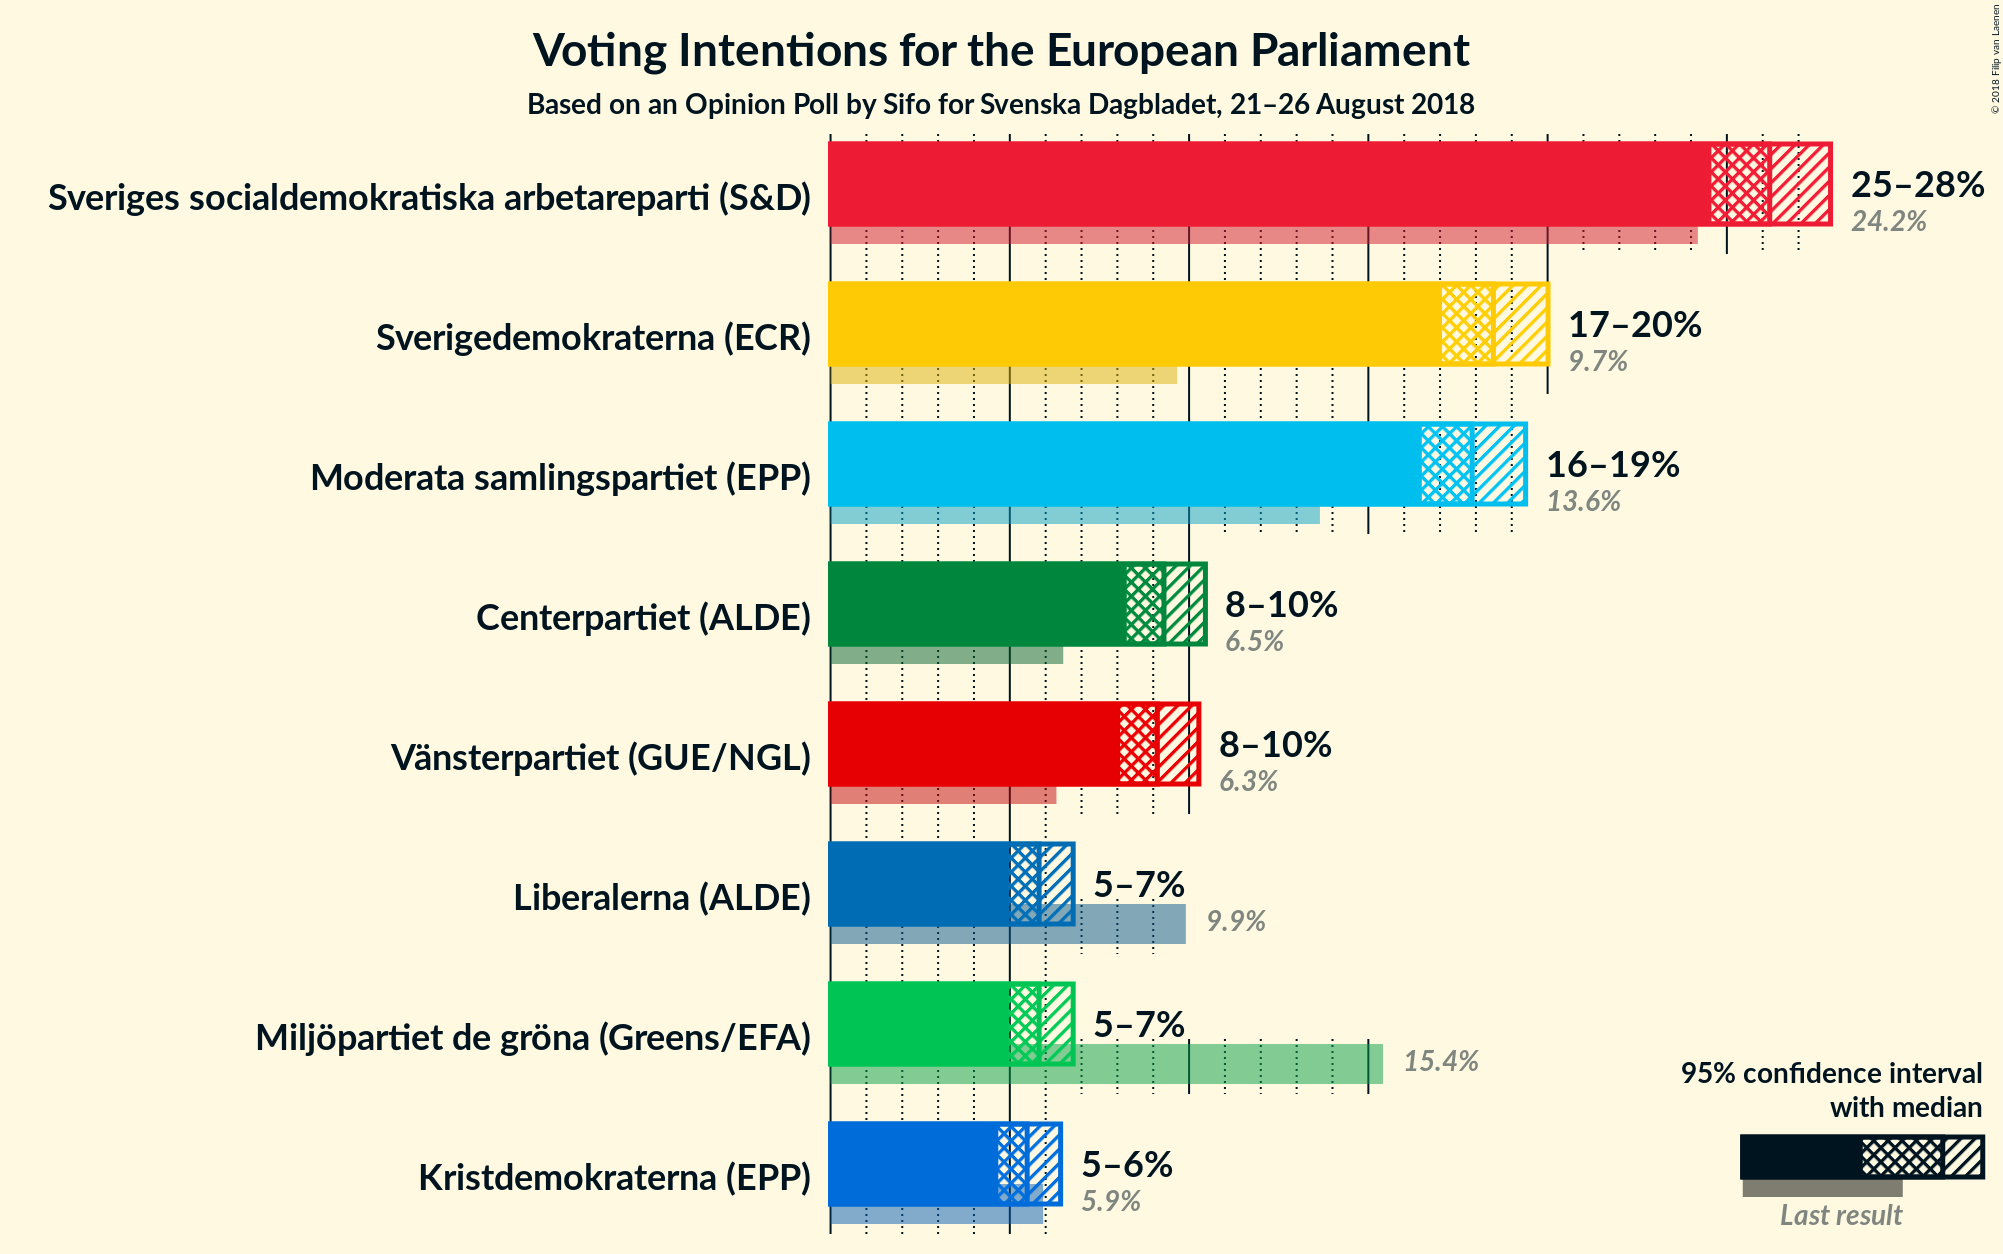 Voting Intentions for the European Parliament
Based on an Opinion Poll by Sifo for Svenska Dagbladet, 21–26 August 2018
© 2018 Filip van Laenen
Sveriges socialdemokratiska arbetareparti (S&D)
25–28%
24.2%
Sverigedemokraterna (ECR)
17–20%
9.7%
Moderata samlingspartiet (EPP)
16–19%
13.6%
Centerpartiet (ALDE)
8–10%
6.5%
Vänsterpartiet (GUE/NGL)
8–10%
6.3%
Liberalerna (ALDE)
5–7%
9.9%
Miljöpartiet de gröna (Greens/EFA)
5–7%
15.4%
Kristdemokraterna (EPP)
5–6%
5.9%
95% confidence interval
with median
Last result